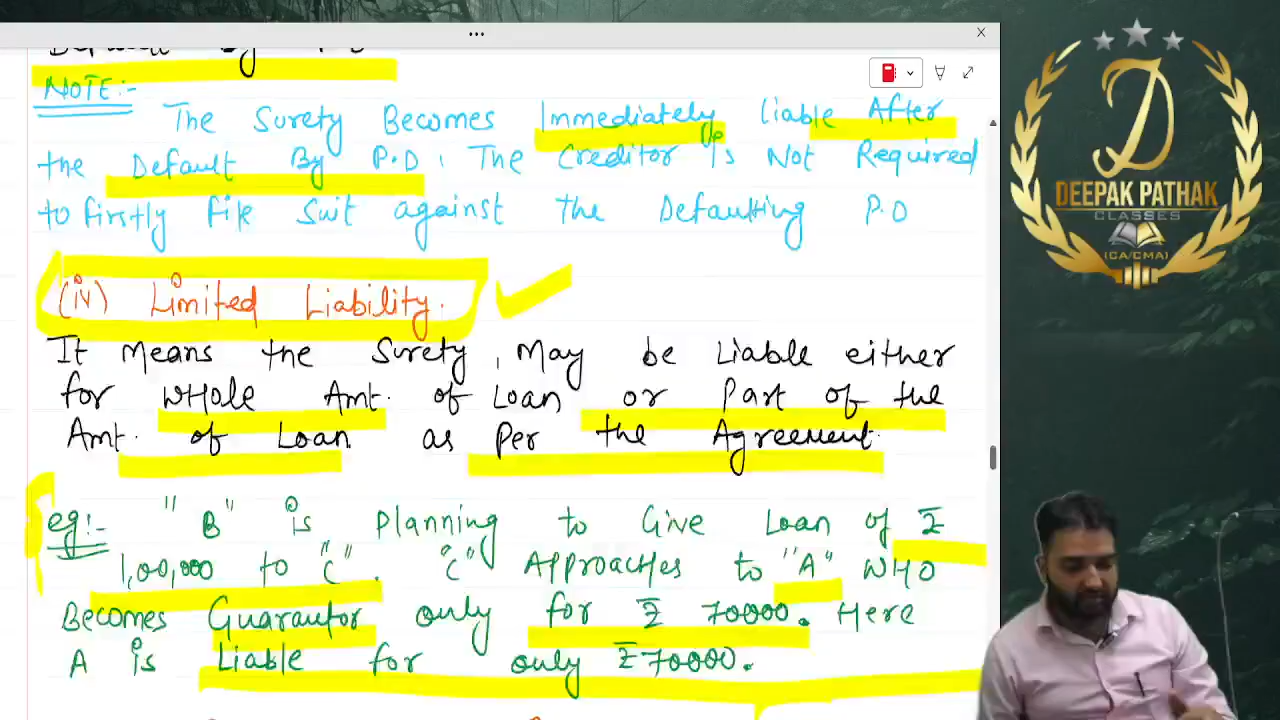 By P.D
NOTE:-
The Surety Becomes Immediately liable After
the Default By P.D. The Creditor is Not Required
to firstly file Suit against the Defaulting P.D
(iv) Limited Liability.
It Means the Surety, May be Liable either
for WHole Amt. of Loan or Part of the
Amt. of Loan as Per the Agreement.
eg:- "B" is Planning to Give Loan of ₹
1,00,000 to "C". "C" Approaches to "A" WHO
Becomes Guarantor only for ₹ 70000. Here
A is Liable for only ₹70000.
D
DEEPAK PATHAK
CLASSES
(CA/CMA)